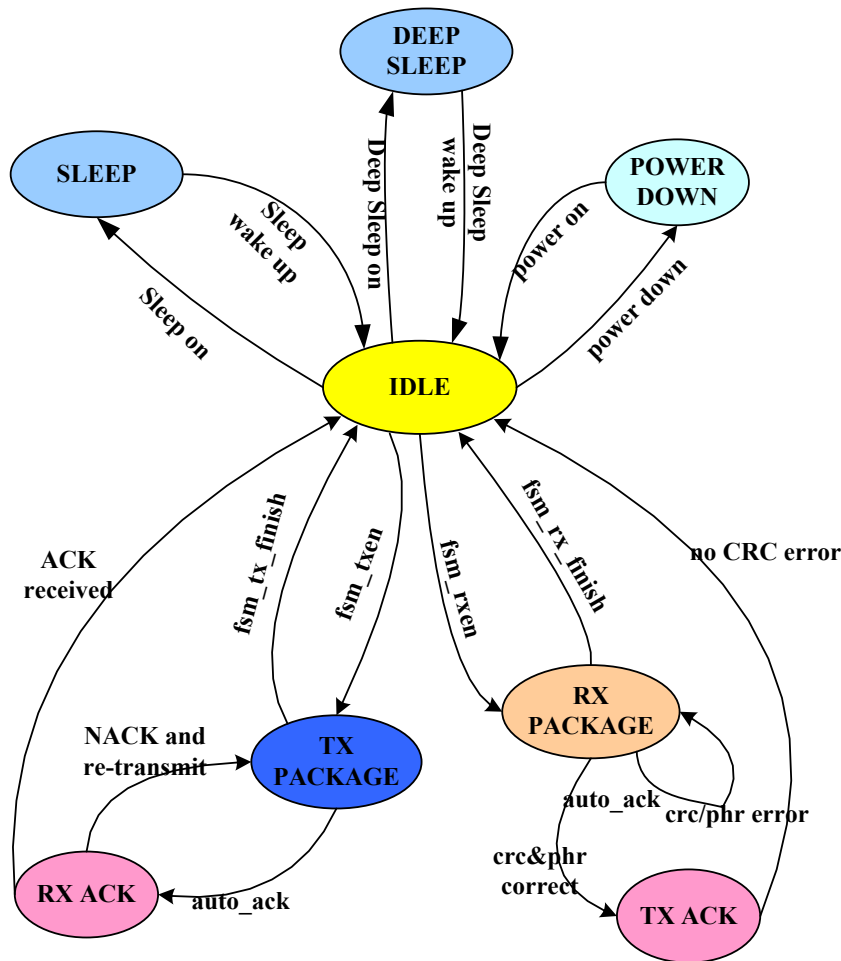 DEEP
SLEEP
SLEEP
POWER
DOWN
Sleep
wake up
Sleep on
Deep Sleep on
Deep Sleep
wake up
power on
power down
IDLE
ACK
received
fsm_tx_finish
fsm_txen
fsm_rxen
fsm_rx_finish
no CRC error
NACK and
re-transmit
TX
PACKAGE
RX
PACKAGE
auto_ack
crc/phr error
crc&phr
correct
RX ACK
auto_ack
TX ACK